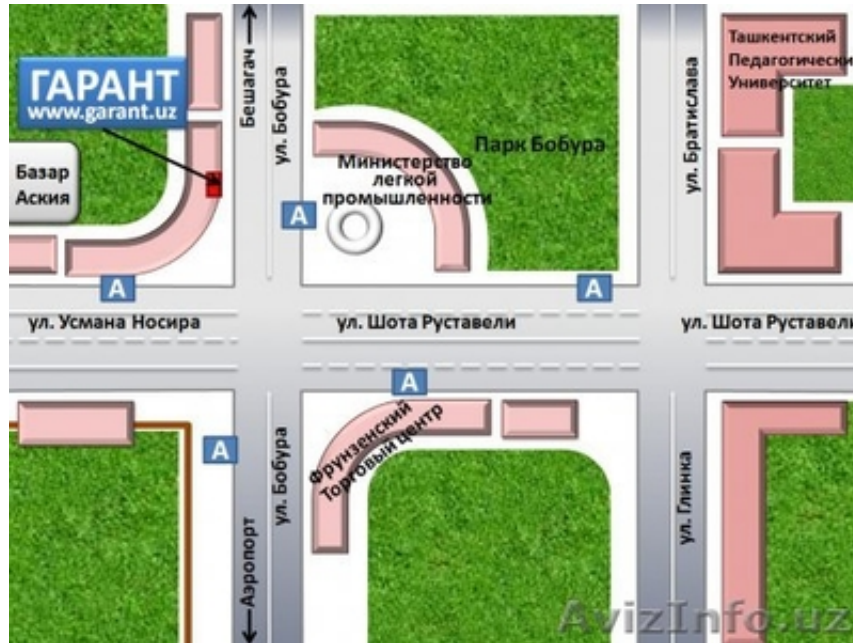 ГАРАНТ
www.garant.uz
Бешагач
ул. Бобура
Базар
Аския
Министерство
легкой
промышленности
Парк Бобура
ул. Братислава
Ташкентский
Педагогически
Университет
А
А
А
ул. Усмана Носира
ул. Шота Руставели
ул. Шота Руставели
А
А
Фрунзенский
Торговый центр
ул. Бобура
Аэропорт
ул. Глинка
AvizInfo.uz